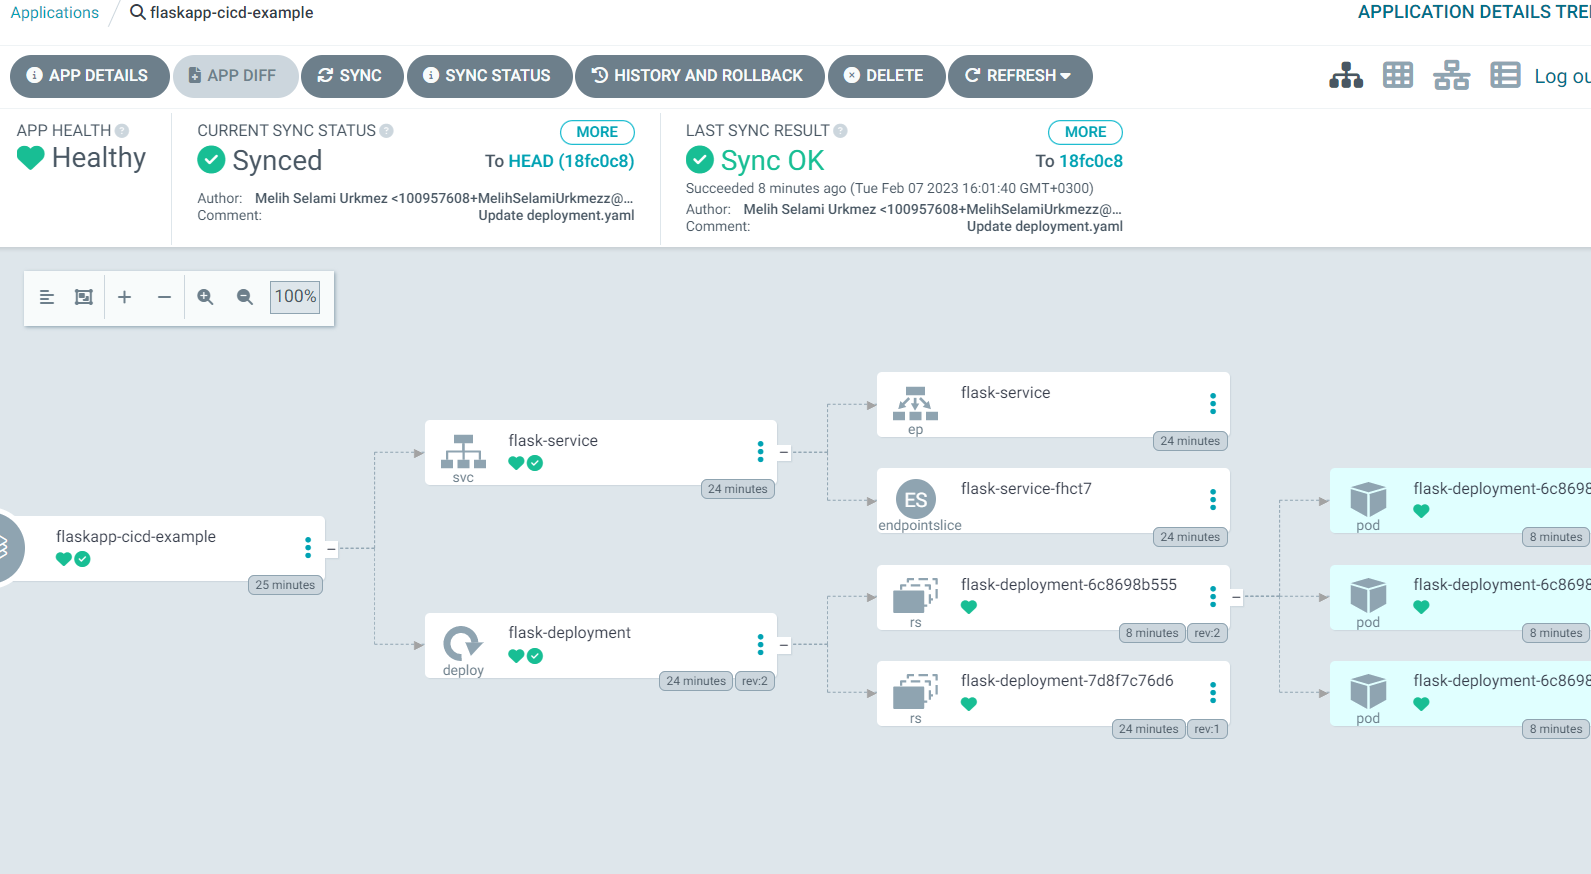 Applications / flaskapp-cicd-example
APPLICATION DETAILS TREE
APP DETAILS APP DIFF SYNC SYNC STATUS HISTORY AND ROLLBACK DELETE REFRESH
Log ou
APP HEALTH
Healthy
CURRENT SYNC STATUS MORE
Synced
To HEAD (18fc0c8)
Author: Melih Selami Urkmez <100957608+MelihSelamiUrkmezz@...
Comment: Update deployment.yaml
LAST SYNC RESULT MORE
Sync OK
To 18fc0c8
Succeeded 8 minutes ago (Tue Feb 07 2023 16:01:40 GMT+0300)
Author: Melih Selami Urkmez <100957608+MelihSelamiUrkmezz@...
Comment: Update deployment.yaml
100%
flaskapp-cicd-example
25 minutes
flask-service
svc
24 minutes
flask-deployment
deploy
24 minutes rev:2
flask-service
ep
24 minutes
ES
flask-service-fhct7
endpointslice
24 minutes
flask-deployment-6c8698b555
rs
8 minutes rev:2
flask-deployment-7d8f7c76d6
rs
24 minutes rev:1
flask-deployment-6c8698
pod
8 minutes
flask-deployment-6c8698
pod
8 minutes
flask-deployment-6c8698
pod
8 minutes